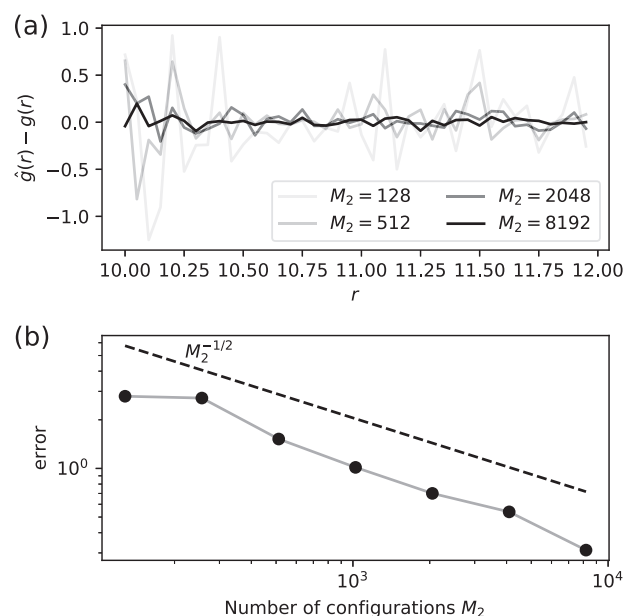 (a)
1.0
0.5
0.0
−0.5
−1.0
ĝ(r) − g(r)
M₂ = 128 M₂ = 2048
M₂ = 512 M₂ = 8192
10.00 10.25 10.50 10.75 11.00 11.25 11.50 11.75 12.00
r
(b)
M₂^{−1/2}
error
10⁰
10³ 10⁴
Number of configurations M₂